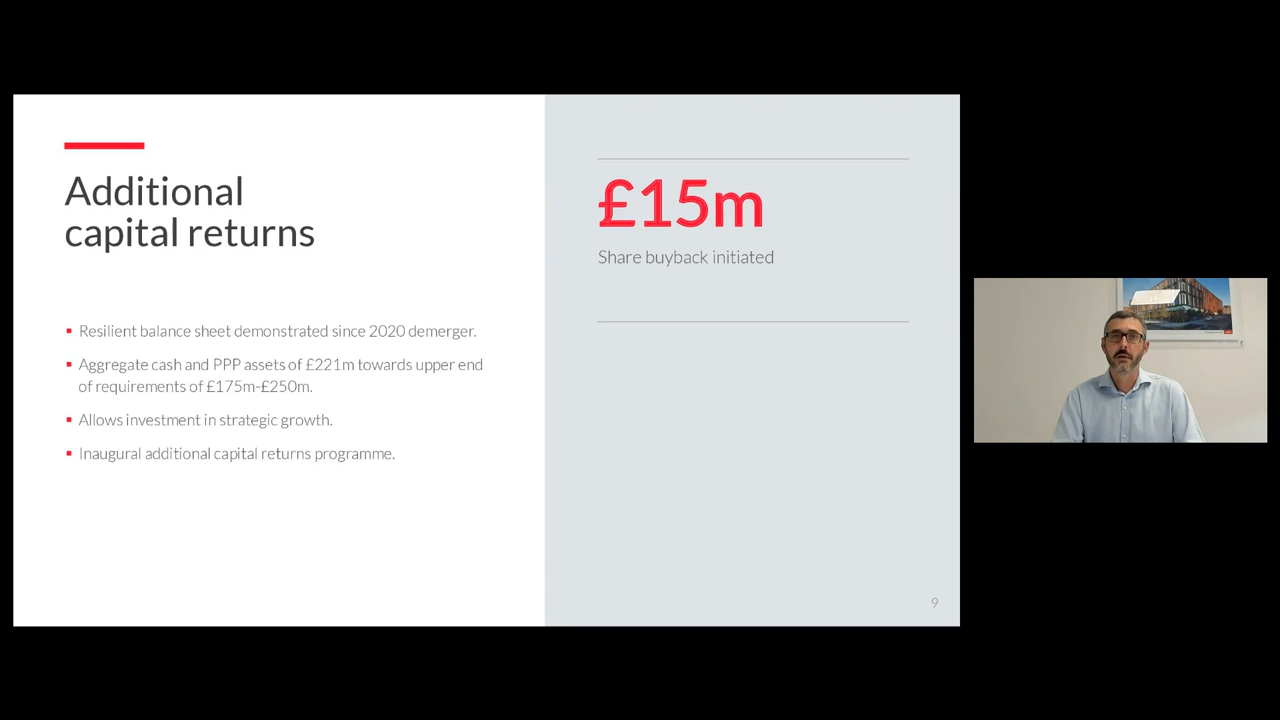 Additional
capital returns
▪ Resilient balance sheet demonstrated since 2020 demerger.
▪ Aggregate cash and PPP assets of £221m towards upper end
of requirements of £175m-£250m.
▪ Allows investment in strategic growth.
▪ Inaugural additional capital returns programme.
£15m
Share buyback initiated
9